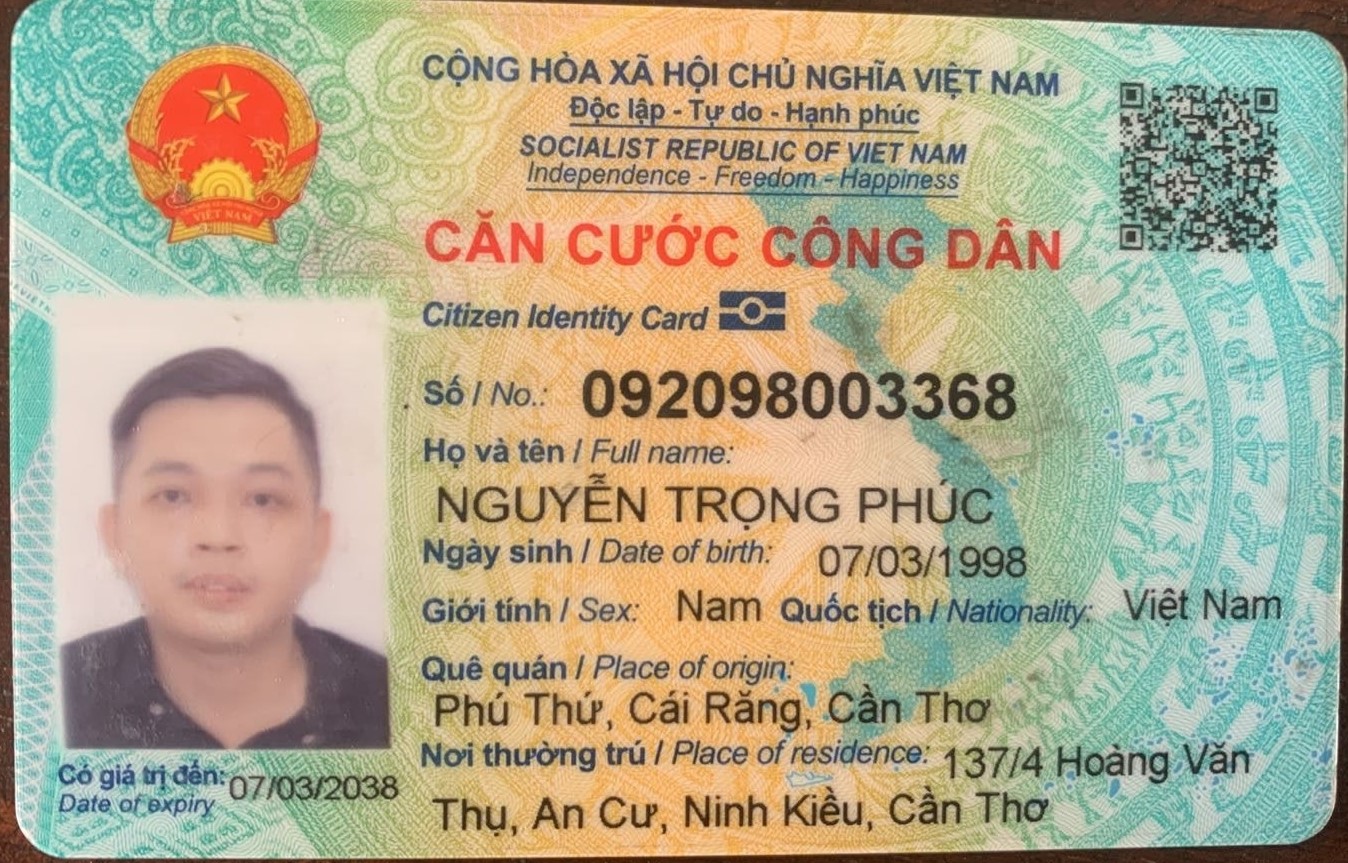 CỘNG HÒA XÃ HỘI CHỦ NGHĨA VIỆT NAM
Độc lập - Tự do - Hạnh phúc
SOCIALIST REPUBLIC OF VIET NAM
Independence - Freedom - Happiness
VIỆT NAM
CĂN CƯỚC CÔNG DÂN
Citizen Identity Card
Số / No.: 092098003368
Họ và tên / Full name:
NGUYỄN TRỌNG PHÚC
Ngày sinh / Date of birth: 07/03/1998
Giới tính / Sex: Nam Quốc tịch / Nationality: Việt Nam
Quê quán / Place of origin:
Phú Thứ, Cái Răng, Cần Thơ
Nơi thường trú / Place of residence: 137/4 Hoàng Văn
Thụ, An Cư, Ninh Kiều, Cần Thơ
Có giá trị đến: 07/03/2038
Date of expiry